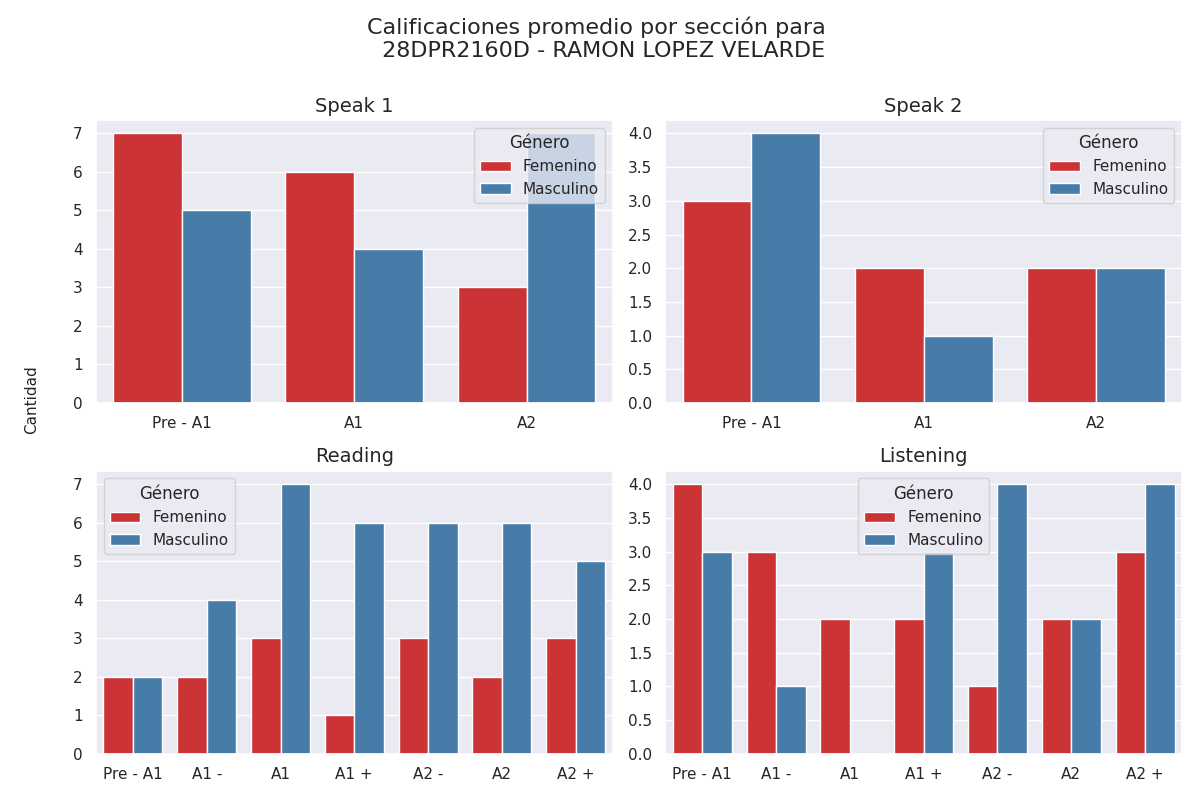 Calificaciones promedio por sección para
28DPR2160D - RAMON LOPEZ VELARDE
Cantidad
Speak 1
7
6
5
4
3
2
1
0
Género
Femenino
Masculino
Pre - A1
A1
A2
Speak 2
4.0
3.5
3.0
2.5
2.0
1.5
1.0
0.5
0.0
Género
Femenino
Masculino
Pre - A1
A1
A2
Reading
7
6
5
4
3
2
1
0
Género
Femenino
Masculino
Pre - A1
A1 -
A1
A1 +
A2 -
A2
A2 +
Listening
4.0
3.5
3.0
2.5
2.0
1.5
1.0
0.5
0.0
Género
Femenino
Masculino
Pre - A1
A1 -
A1
A1 +
A2 -
A2
A2 +